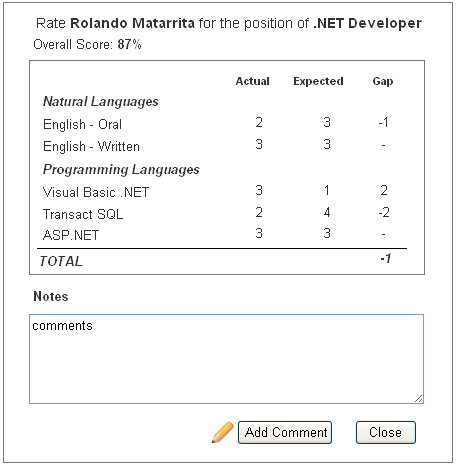 Rate Rolando Matarrita for the position of .NET Developer
Overall Score: 87%
Actual Expected Gap
Natural Languages
English - Oral 2 3 -1
English - Written 3 3 -
Programming Languages
Visual Basic .NET 3 1 2
Transact SQL 2 4 -2
ASP.NET 3 3 -
TOTAL -1
Notes
comments
Add Comment Close